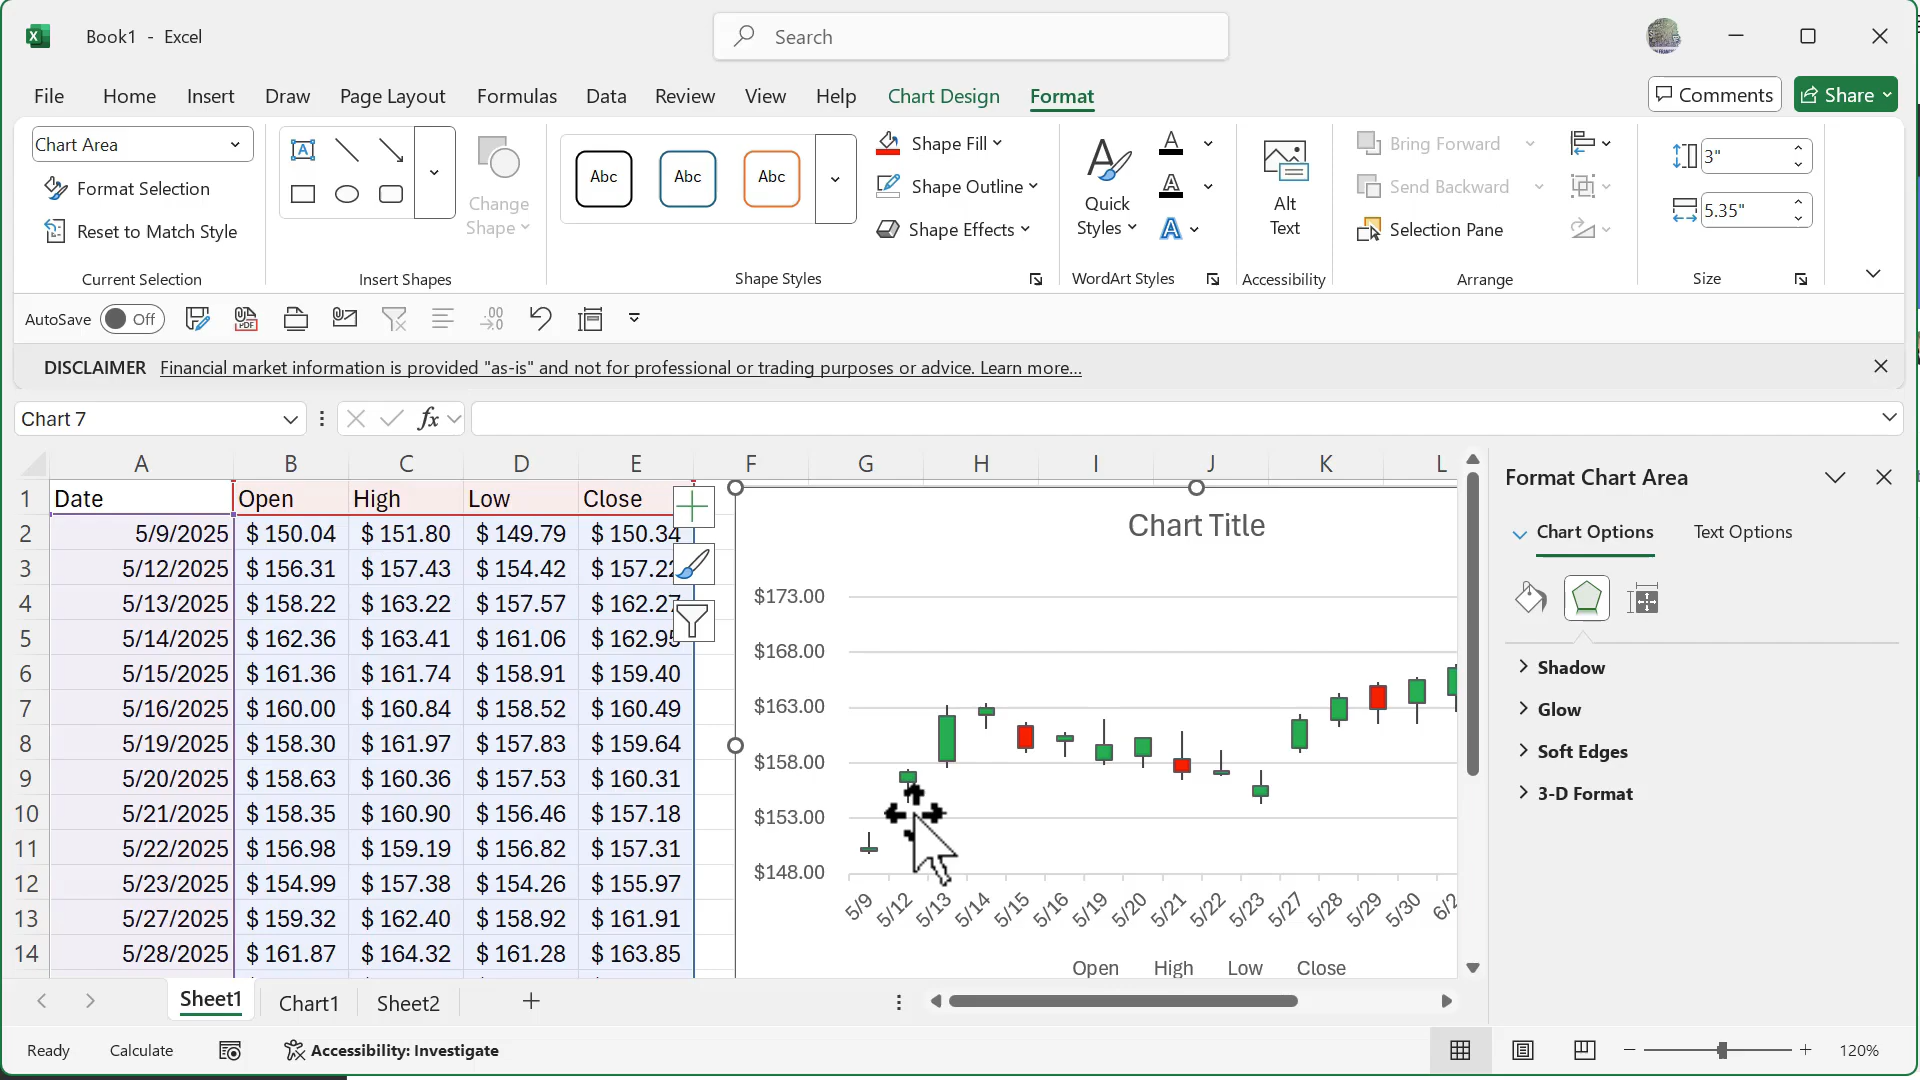 Book1 - Excel
Search
File Home Insert Draw Page Layout Formulas Data Review View Help Chart Design Format
Comments Share
Chart Area
Format Selection
Reset to Match Style
Current Selection
Change
Shape
Insert Shapes
Abc Abc Abc
Shape Fill
Shape Outline
Shape Effects
Shape Styles
Quick
Styles
WordArt Styles
Alt
Text
Accessibility
Bring Forward
Send Backward
Selection Pane
Arrange
3"
5.35"
Size
AutoSave Off
PDF
DISCLAIMER Financial market information is provided "as-is" and not for professional or trading purposes or advice. Learn more...
Chart 7
fx
A B C D E F G H I J K L
1 Date Open High Low Close
2 5/9/2025 $ 150.04 $ 151.80 $ 149.79 $ 150.34
3 5/12/2025 $ 156.31 $ 157.43 $ 154.42 $ 157.22
4 5/13/2025 $ 158.22 $ 163.22 $ 157.57 $ 162.27
5 5/14/2025 $ 162.36 $ 163.41 $ 161.06 $ 162.95
6 5/15/2025 $ 161.36 $ 161.74 $ 158.91 $ 159.40
7 5/16/2025 $ 160.00 $ 160.84 $ 158.52 $ 160.49
8 5/19/2025 $ 158.30 $ 161.97 $ 157.83 $ 159.64
9 5/20/2025 $ 158.63 $ 160.36 $ 157.53 $ 160.31
10 5/21/2025 $ 158.35 $ 160.90 $ 156.46 $ 157.18
11 5/22/2025 $ 156.98 $ 159.19 $ 156.82 $ 157.31
12 5/23/2025 $ 154.99 $ 157.38 $ 154.26 $ 155.97
13 5/27/2025 $ 159.32 $ 162.40 $ 158.92 $ 161.91
14 5/28/2025 $ 161.87 $ 164.32 $ 161.28 $ 163.85
Chart Title
$173.00
$168.00
$163.00
$158.00
$153.00
$148.00
5/9 5/12 5/13 5/14 5/15 5/16 5/19 5/20 5/21 5/22 5/23 5/27 5/28 5/29 5/30 6/2
Open High Low Close
Format Chart Area
Chart Options Text Options
Shadow
Glow
Soft Edges
3-D Format
Sheet1 Chart1 Sheet2
Ready Calculate Accessibility: Investigate 120%